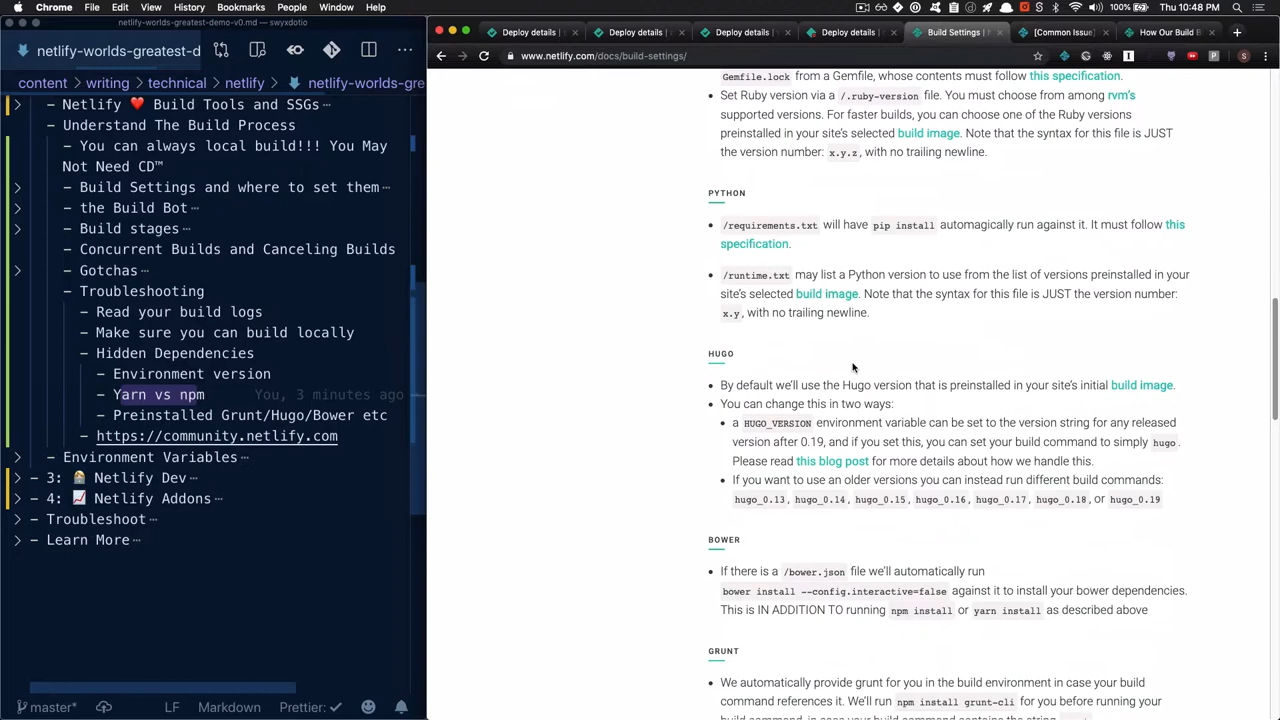 Chrome File Edit View History Bookmarks People Window Help 100% Thu 10:48 PM
netlify-worlds-greatest-demo-v0.md — swyxdotio
netlify-worlds-greatest-d
Deploy details | Deploy details | Deploy details | Deploy details | Build Settings | [Common Issue] How Our Build B
www.netlify.com/docs/build-settings/
content > writing > technical > netlify > netlify-worlds-gre
– Netlify ❤️ Build Tools and SSGs…
– Understand The Build Process
– You can always local build!!! You May
Not Need CD™
– Build Settings and where to set them…
– the Build Bot…
– Build stages…
– Concurrent Builds and Canceling Builds
– Gotchas…
– Troubleshooting
– Read your build logs
– Make sure you can build locally
– Hidden Dependencies
– Environment version
– Yarn vs npm You, 3 minutes ago
– Preinstalled Grunt/Hugo/Bower etc
– https://community.netlify.com
– Environment Variables…
– 3: Netlify Dev…
– 4: 📈 Netlify Addons…
– Troubleshoot…
– Learn More…
master* LF Markdown Prettier: ✓
Gemfile.lock from a Gemfile, whose contents must follow this specification.
• Set Ruby version via a /.ruby-version file. You must choose from among rvm's
supported versions. For faster builds, you can choose one of the Ruby versions
preinstalled in your site's selected build image. Note that the syntax for this file is JUST
the version number: x.y.z, with no trailing newline.
PYTHON
• /requirements.txt will have pip install automagically run against it. It must follow this
specification.
• /runtime.txt may list a Python version to use from the list of versions preinstalled in your
site's selected build image. Note that the syntax for this file is JUST the version number:
x.y, with no trailing newline.
HUGO
• By default we'll use the Hugo version that is preinstalled in your site's initial build image.
• You can change this in two ways:
• a HUGO_VERSION environment variable can be set to the version string for any released
version after 0.19, and if you set this, you can set your build command to simply hugo.
Please read this blog post for more details about how we handle this.
• If you want to use an older versions you can instead run different build commands:
hugo_0.13, hugo_0.14, hugo_0.15, hugo_0.16, hugo_0.17, hugo_0.18, or hugo_0.19
BOWER
• If there is a /bower.json file we'll automatically run
bower install --config.interactive=false against it to install your bower dependencies.
This is IN ADDITION TO running npm install or yarn install as described above
GRUNT
• We automatically provide grunt for you in the build environment in case your build
command references it. We'll run npm install grunt-cli for you before running your
build command, in case your build command contains the string